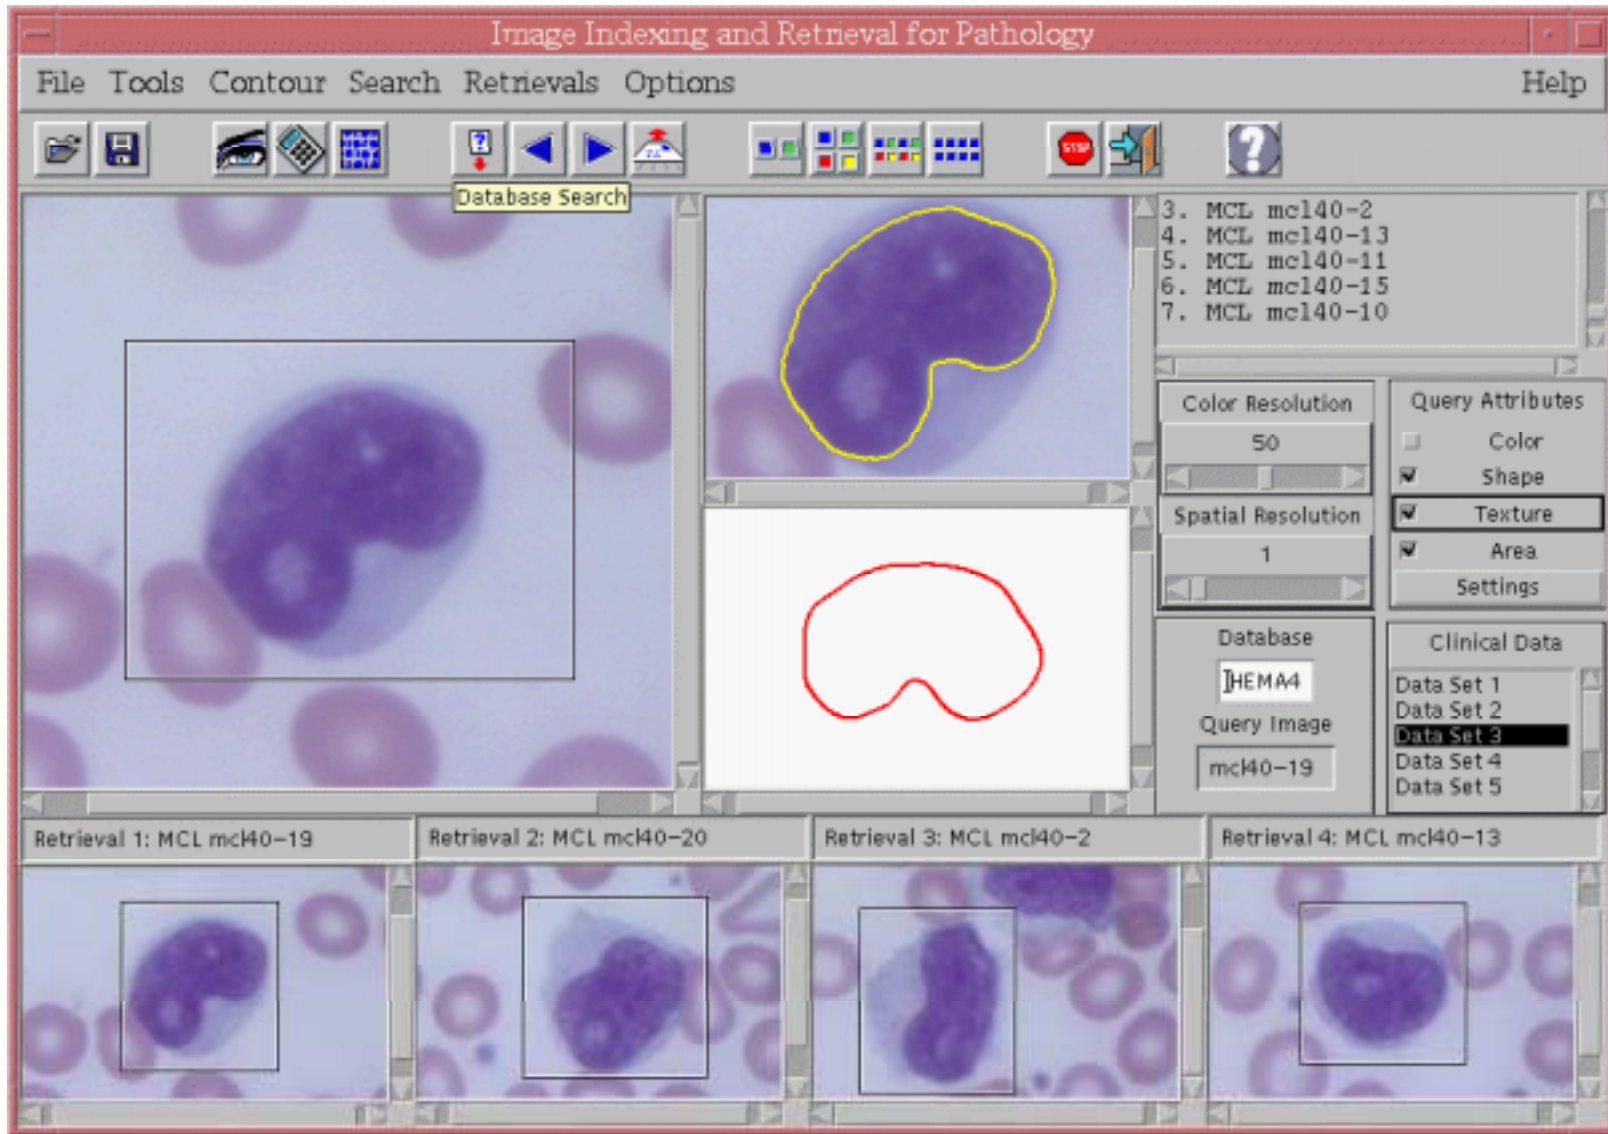 Image Indexing and Retrieval for Pathology
File Tools Contour Search Retrievals Options Help
STOP
?
Database Search
3. MCL mcl40-2
4. MCL mcl40-13
5. MCL mcl40-11
6. MCL mcl40-15
7. MCL mcl40-10
Color Resolution
50
Spatial Resolution
1
Query Attributes
Color
Shape
Texture
Area
Settings
Database
HEMA4
Query Image
mcl40-19
Clinical Data
Data Set 1
Data Set 2
Data Set 3
Data Set 4
Data Set 5
Retrieval 1: MCL mcl40-19
Retrieval 2: MCL mcl40-20
Retrieval 3: MCL mcl40-2
Retrieval 4: MCL mcl40-13